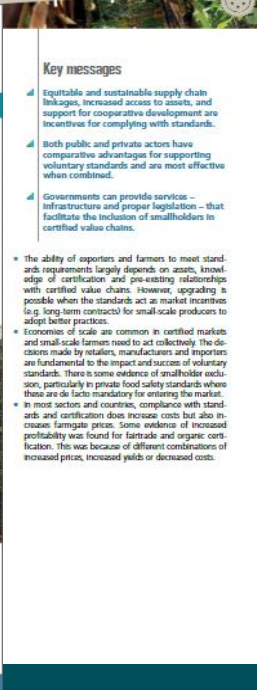 Key messages
Equitable and sustainable supply chain
linkages, increased access to assets, and
support for cooperative development are
incentives for complying with standards.
Both public and private actors have
comparative advantages for supporting
voluntary standards and are most effective
when combined.
Governments can provide services –
infrastructure and proper legislation – that
facilitate the inclusion of smallholders in
certified value chains.
• The ability of exporters and farmers to meet stand-
ards requirements largely depends on assets, knowl-
edge of certification and pre-existing relationships
with certified value chains. However, upgrading is
possible when the standards act as market incentives
(e.g. long-term contracts) for small-scale producers to
adopt better practices.
• Economies of scale are common in certified markets
and small-scale farmers need to act collectively. The de-
cisions made by retailers, manufacturers and importers
are fundamental to the impact and success of voluntary
standards. There is some evidence of smallholder exclu-
sion, particularly in private food safety standards where
these are de facto mandatory for entering the market.
• In most sectors and countries, compliance with stand-
ards and certification does increase costs but also in-
creases farmgate prices. Some evidence of increased
profitability was found for fairtrade and organic certi-
fication. This was because of different combinations of
increased prices, increased yields or decreased costs.